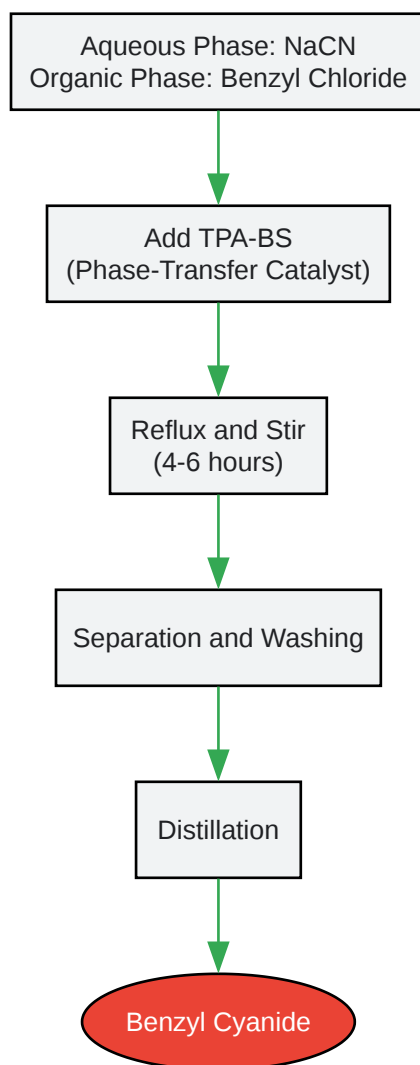 Aqueous Phase: NaCN
Organic Phase: Benzyl Chloride
Add TPA-BS
(Phase-Transfer Catalyst)
Reflux and Stir
(4-6 hours)
Separation and Washing
Distillation
Benzyl Cyanide